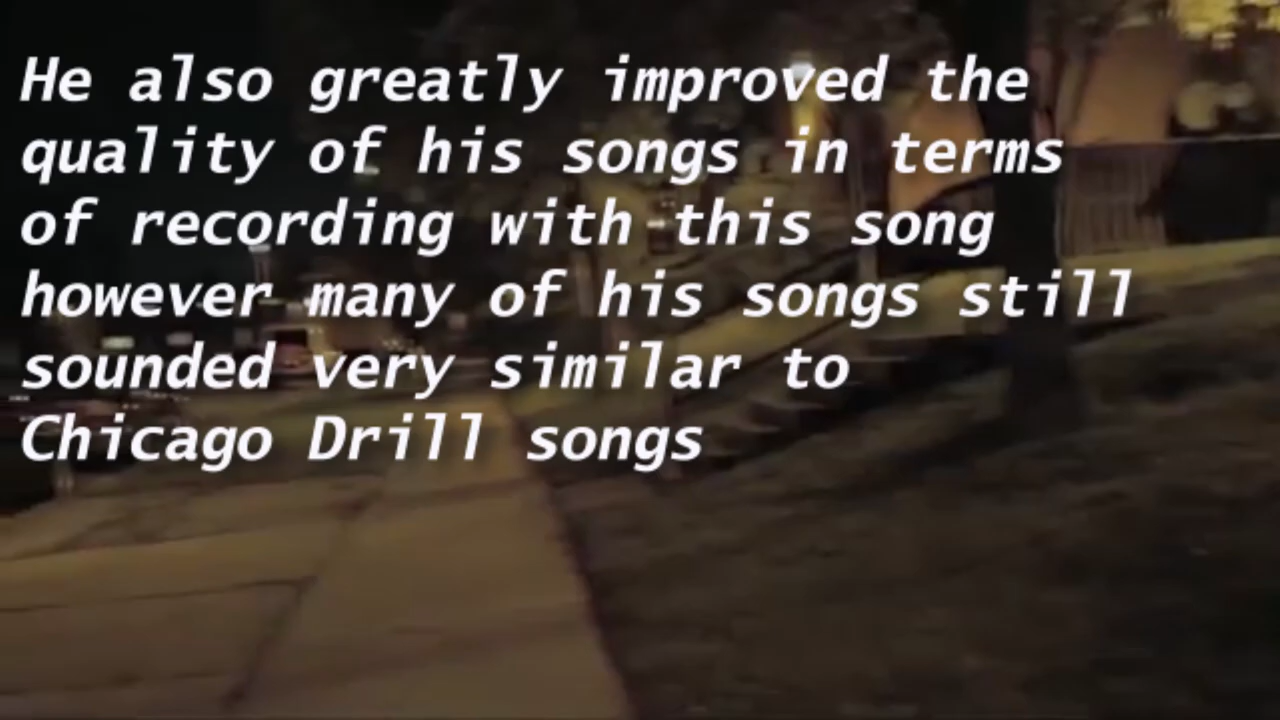 He also greatly improved the
quality of his songs in terms
of recording with this song
however many of his songs still
sounded very similar to
Chicago Drill songs